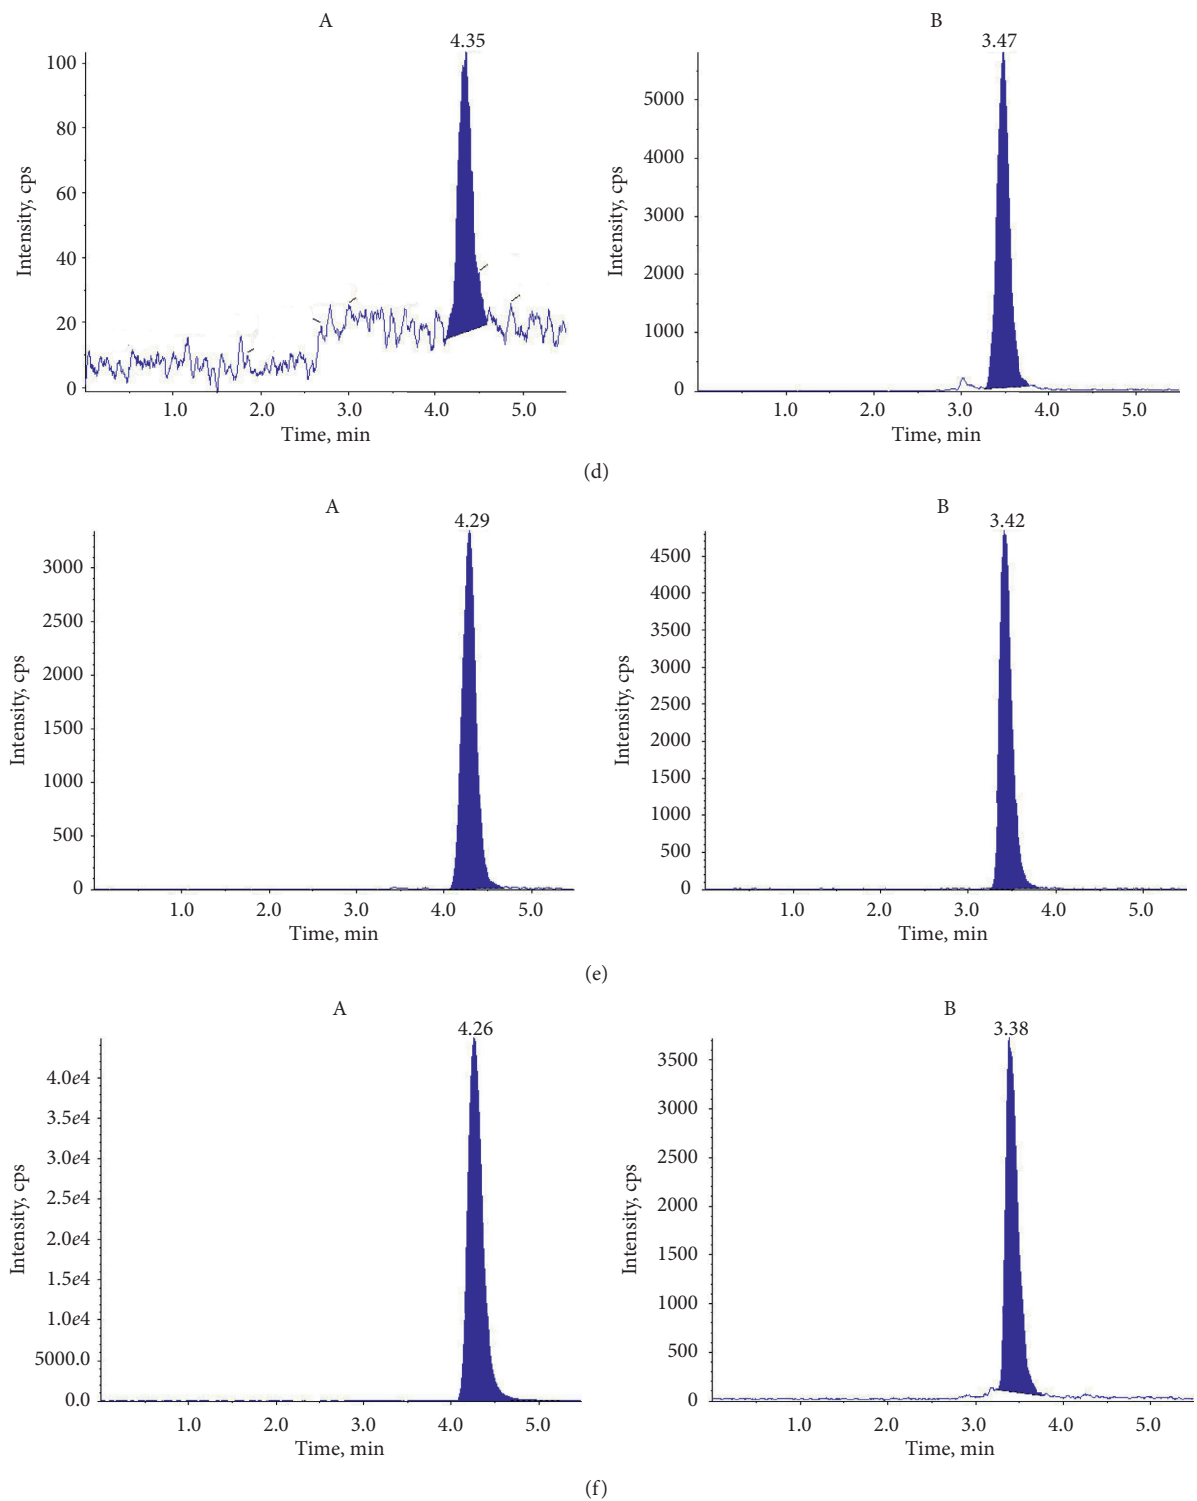 A
4.35
100
80
60
40
20
0
Intensity, cps
1.0 2.0 3.0 4.0 5.0
Time, min
B
3.47
5000
4000
3000
2000
1000
0
Intensity, cps
1.0 2.0 3.0 4.0 5.0
Time, min
(d)
A
4.29
3000
2500
2000
1500
1000
500
0
Intensity, cps
1.0 2.0 3.0 4.0 5.0
Time, min
B
3.42
4500
4000
3500
3000
2500
2000
1500
1000
500
0
Intensity, cps
1.0 2.0 3.0 4.0 5.0
Time, min
(e)
A
4.26
4.0e4
3.5e4
3.0e4
2.5e4
2.0e4
1.5e4
1.0e4
5000.0
0.0
Intensity, cps
1.0 2.0 3.0 4.0 5.0
Time, min
B
3.38
3500
3000
2500
2000
1500
1000
500
0
Intensity, cps
1.0 2.0 3.0 4.0 5.0
Time, min
(f)